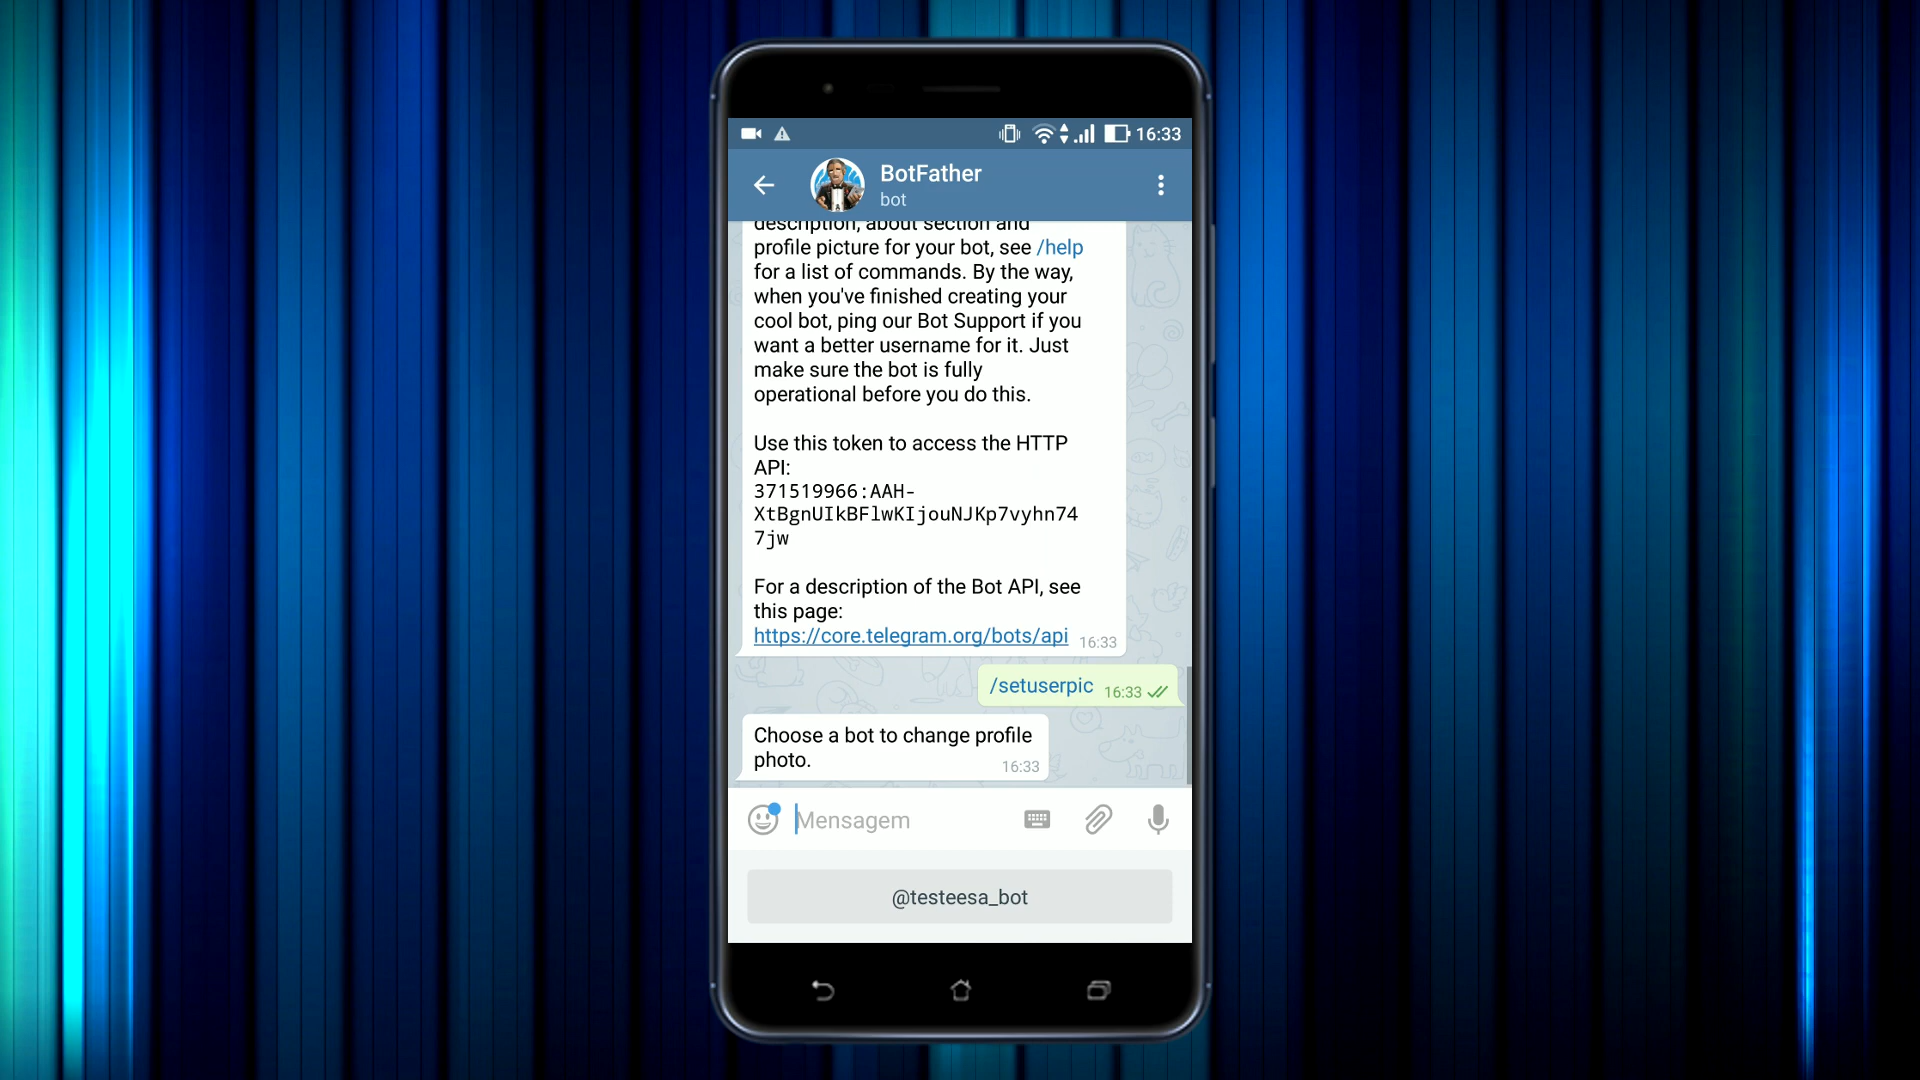 16:33
BotFather
bot
description, about section and
profile picture for your bot, see /help
for a list of commands. By the way,
when you've finished creating your
cool bot, ping our Bot Support if you
want a better username for it. Just
make sure the bot is fully
operational before you do this.
Use this token to access the HTTP
API:
371519966:AAH-
XtBgnUIkBFlwKIjouNJKp7vyhn74
7jw
For a description of the Bot API, see
this page:
https://core.telegram.org/bots/api 16:33
/setuserpic 16:33
Choose a bot to change profile
photo. 16:33
Mensagem
@testeesa_bot